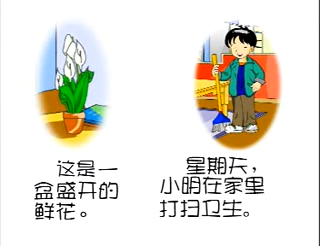 这是一
盆盛开的
鲜花。
星期天，
小明在家里
打扫卫生。